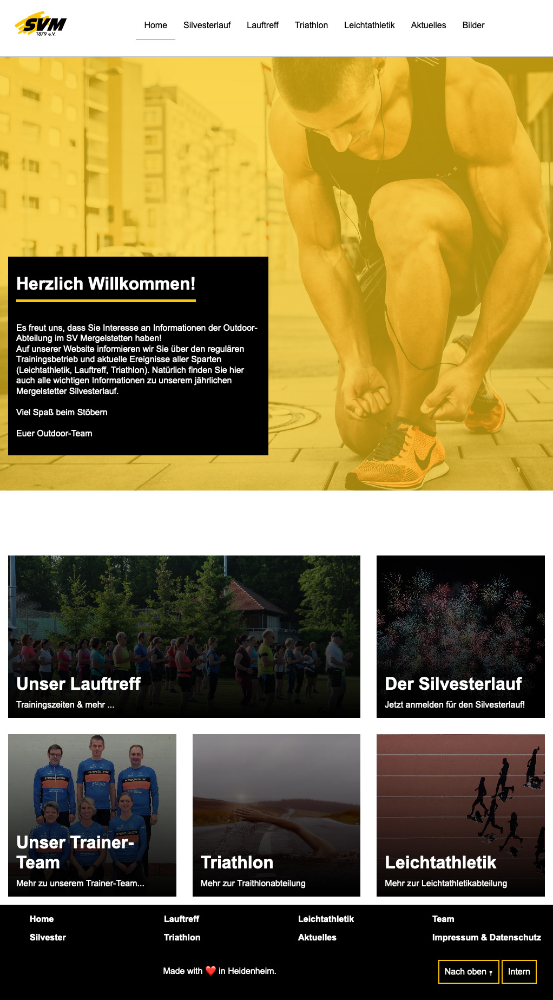 SVM
1879 e.V.
Home Silvesterlauf Lauftreff Triathlon Leichtathletik Aktuelles Bilder
Herzlich Willkommen!
Es freut uns, dass Sie Interesse an Informationen der Outdoor-
Abteilung im SV Mergelstetten haben!
Auf unserer Website informieren wir Sie über den regulären
Trainingsbetrieb und aktuelle Ereignisse aller Sparten
(Leichtathletik, Lauftreff, Triathlon). Natürlich finden Sie hier
auch alle wichtigen Informationen zu unserem jährlichen
Mergelstetter Silvesterlauf.
Viel Spaß beim Stöbern
Euer Outdoor-Team
Unser Lauftreff
Trainingszeiten & mehr ...
Der Silvesterlauf
Jetzt anmelden für den Silvesterlauf!
Unser Trainer-
Team
Mehr zu unserem Trainer-Team...
Triathlon
Mehr zur Traithlonabteilung
Leichtathletik
Mehr zur Leichtathletikabteilung
Home Lauftreff Leichtathletik Team
Silvester Triathlon Aktuelles Impressum & Datenschutz
Made with ❤️ in Heidenheim.
Nach oben ↟ Intern